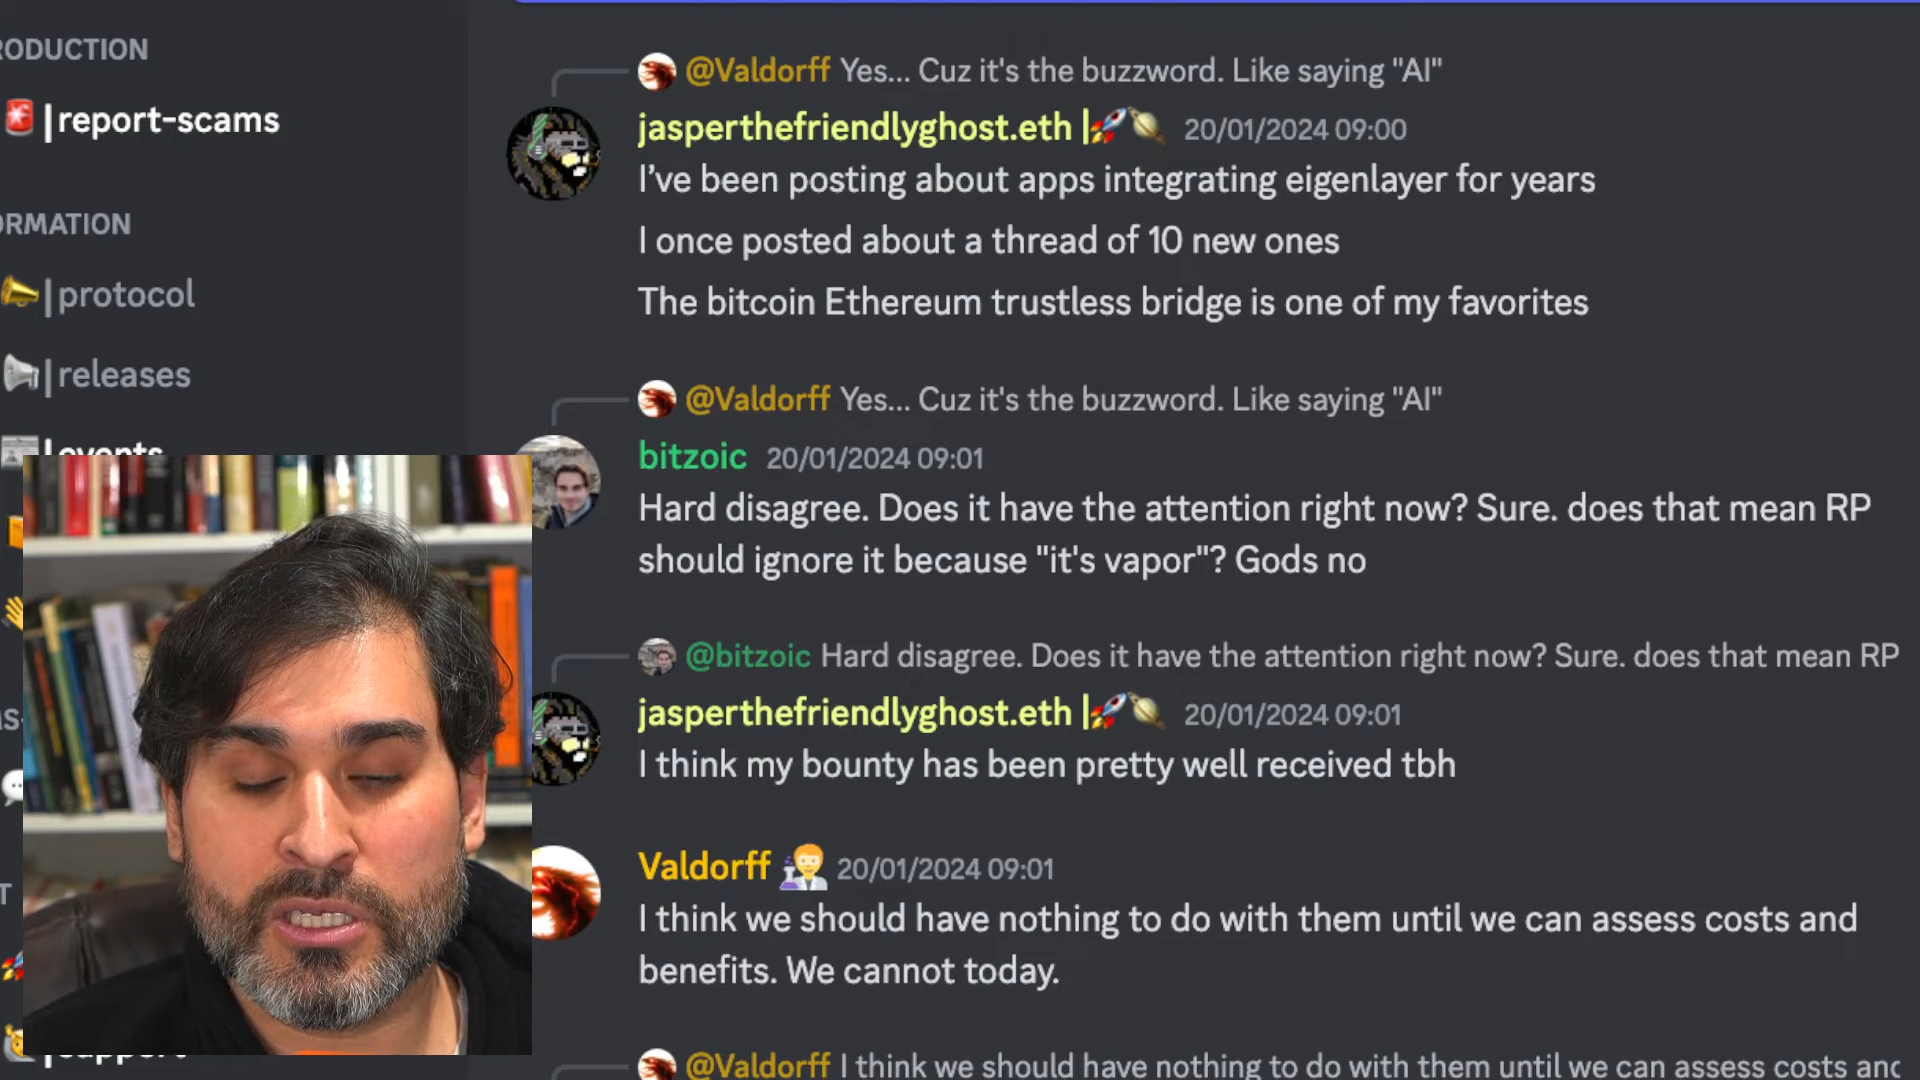 RODUCTION
report-scams
ORMATION
protocol
releases
events
support
@Valdorff Yes... Cuz it's the buzzword. Like saying "AI"
jasperthefriendlyghost.eth |🚀🪐 20/01/2024 09:00
I've been posting about apps integrating eigenlayer for years
I once posted about a thread of 10 new ones
The bitcoin Ethereum trustless bridge is one of my favorites
@Valdorff Yes... Cuz it's the buzzword. Like saying "AI"
bitzoic 20/01/2024 09:01
Hard disagree. Does it have the attention right now? Sure. does that mean RP
should ignore it because "it's vapor"? Gods no
@bitzoic Hard disagree. Does it have the attention right now? Sure. does that mean RP
jasperthefriendlyghost.eth |🚀🪐 20/01/2024 09:01
I think my bounty has been pretty well received tbh
Valdorff 20/01/2024 09:01
I think we should have nothing to do with them until we can assess costs and
benefits. We cannot today.
@Valdorff I think we should have nothing to do with them until we can assess costs and